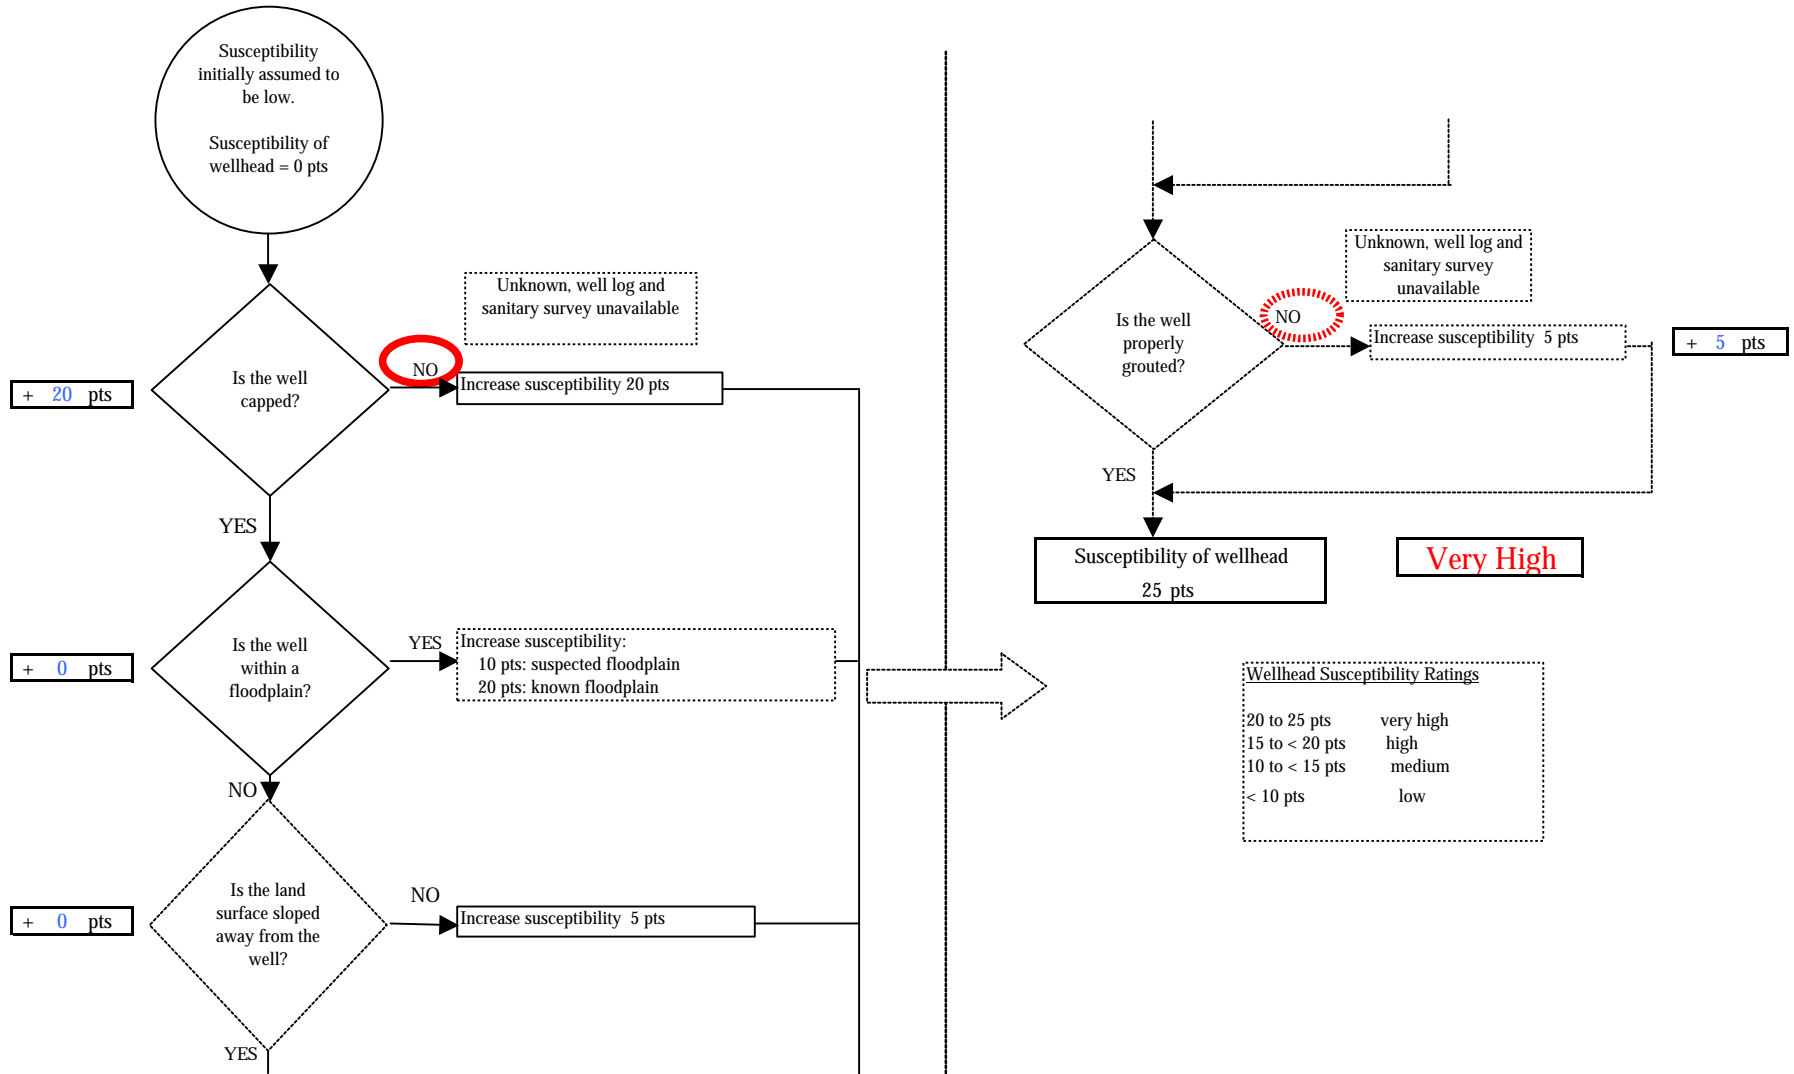 Susceptibility
initially assumed to
be low.
Susceptibility of
wellhead = 0 pts
Unknown, well log and
sanitary survey unavailable
NO
Is the well
capped?
Increase susceptibility 20 pts
+ 20 pts
YES
Is the well
within a
floodplain?
YES
Increase susceptibility:
10 pts: suspected floodplain
20 pts: known floodplain
+ 0 pts
NO
Is the land
surface sloped
away from the
well?
NO
Increase susceptibility 5 pts
+ 0 pts
YES
Unknown, well log and
sanitary survey
unavailable
Is the well
properly
grouted?
NO
Increase susceptibility 5 pts
+ 5 pts
YES
Susceptibility of wellhead
25 pts
Very High
Wellhead Susceptibility Ratings
20 to 25 pts very high
15 to < 20 pts high
10 to < 15 pts medium
< 10 pts low